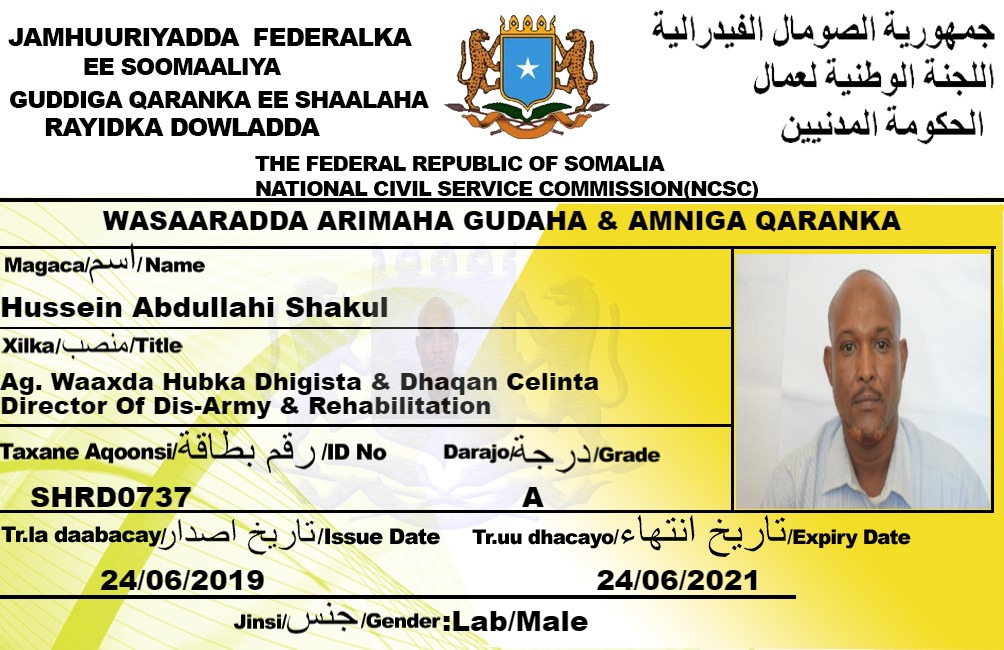 JAMHUURIYADDA FEDERALKA
EE SOOMAALIYA
GUDDIGA QARANKA EE SHAALAHA
RAYIDKA DOWLADDA
جمهورية الصومال الفيدرالية
اللجنة الوطنية لعمال
الحكومة المدنيين
THE FEDERAL REPUBLIC OF SOMALIA
NATIONAL CIVIL SERVICE COMMISSION(NCSC)
WASAARADDA ARIMAHA GUDAHA & AMNIGA QARANKA
Magaca/اسم/Name
Hussein Abdullahi Shakul
Xilka/منصب/Title
Ag. Waaxda Hubka Dhigista & Dhaqan Celinta
Director Of Dis-Army & Rehabilitation
Taxane Aqoonsi/رقم بطاقة/ID No Darajo/درجة/Grade
SHRD0737 A
Tr.la daabacay/تاريخ اصدار/Issue Date Tr.uu dhacayo/تاريخ انتهاء/Expiry Date
24/06/2019 24/06/2021
Jinsi/جنس/Gender:Lab/Male